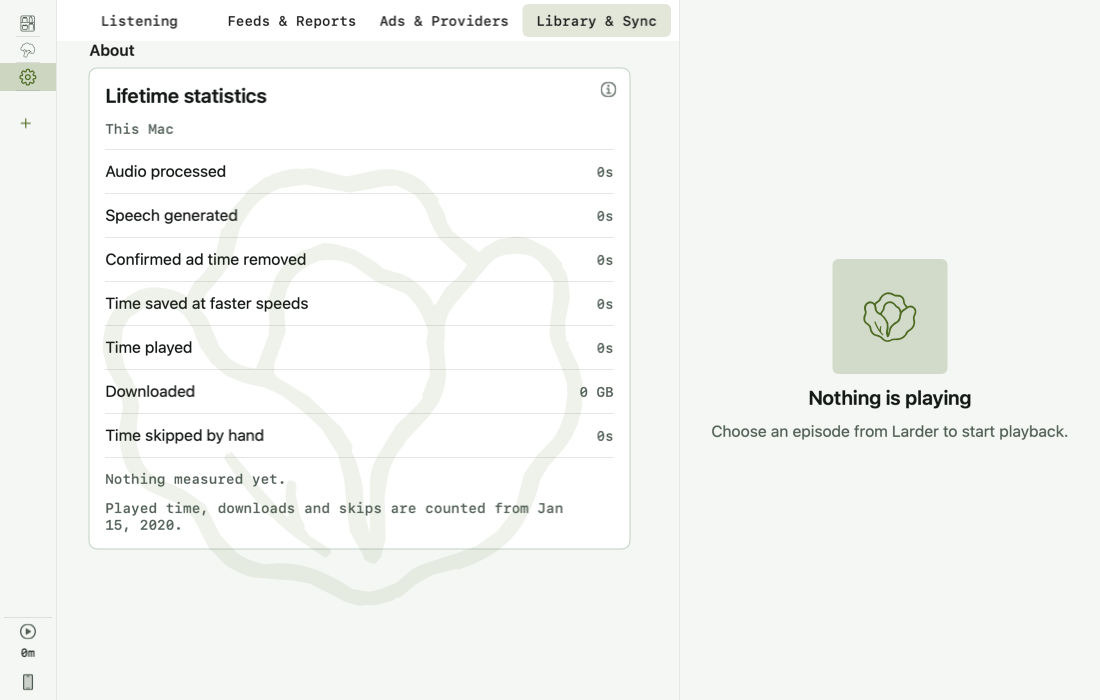 Listening
Feeds & Reports
Ads & Providers
Library & Sync
About
Lifetime statistics
This Mac
Audio processed 0s
Speech generated 0s
Confirmed ad time removed 0s
Time saved at faster speeds 0s
Time played 0s
Downloaded 0 GB
Time skipped by hand 0s
Nothing measured yet.
Played time, downloads and skips are counted from Jan
15, 2020.
0m
Nothing is playing
Choose an episode from Larder to start playback.